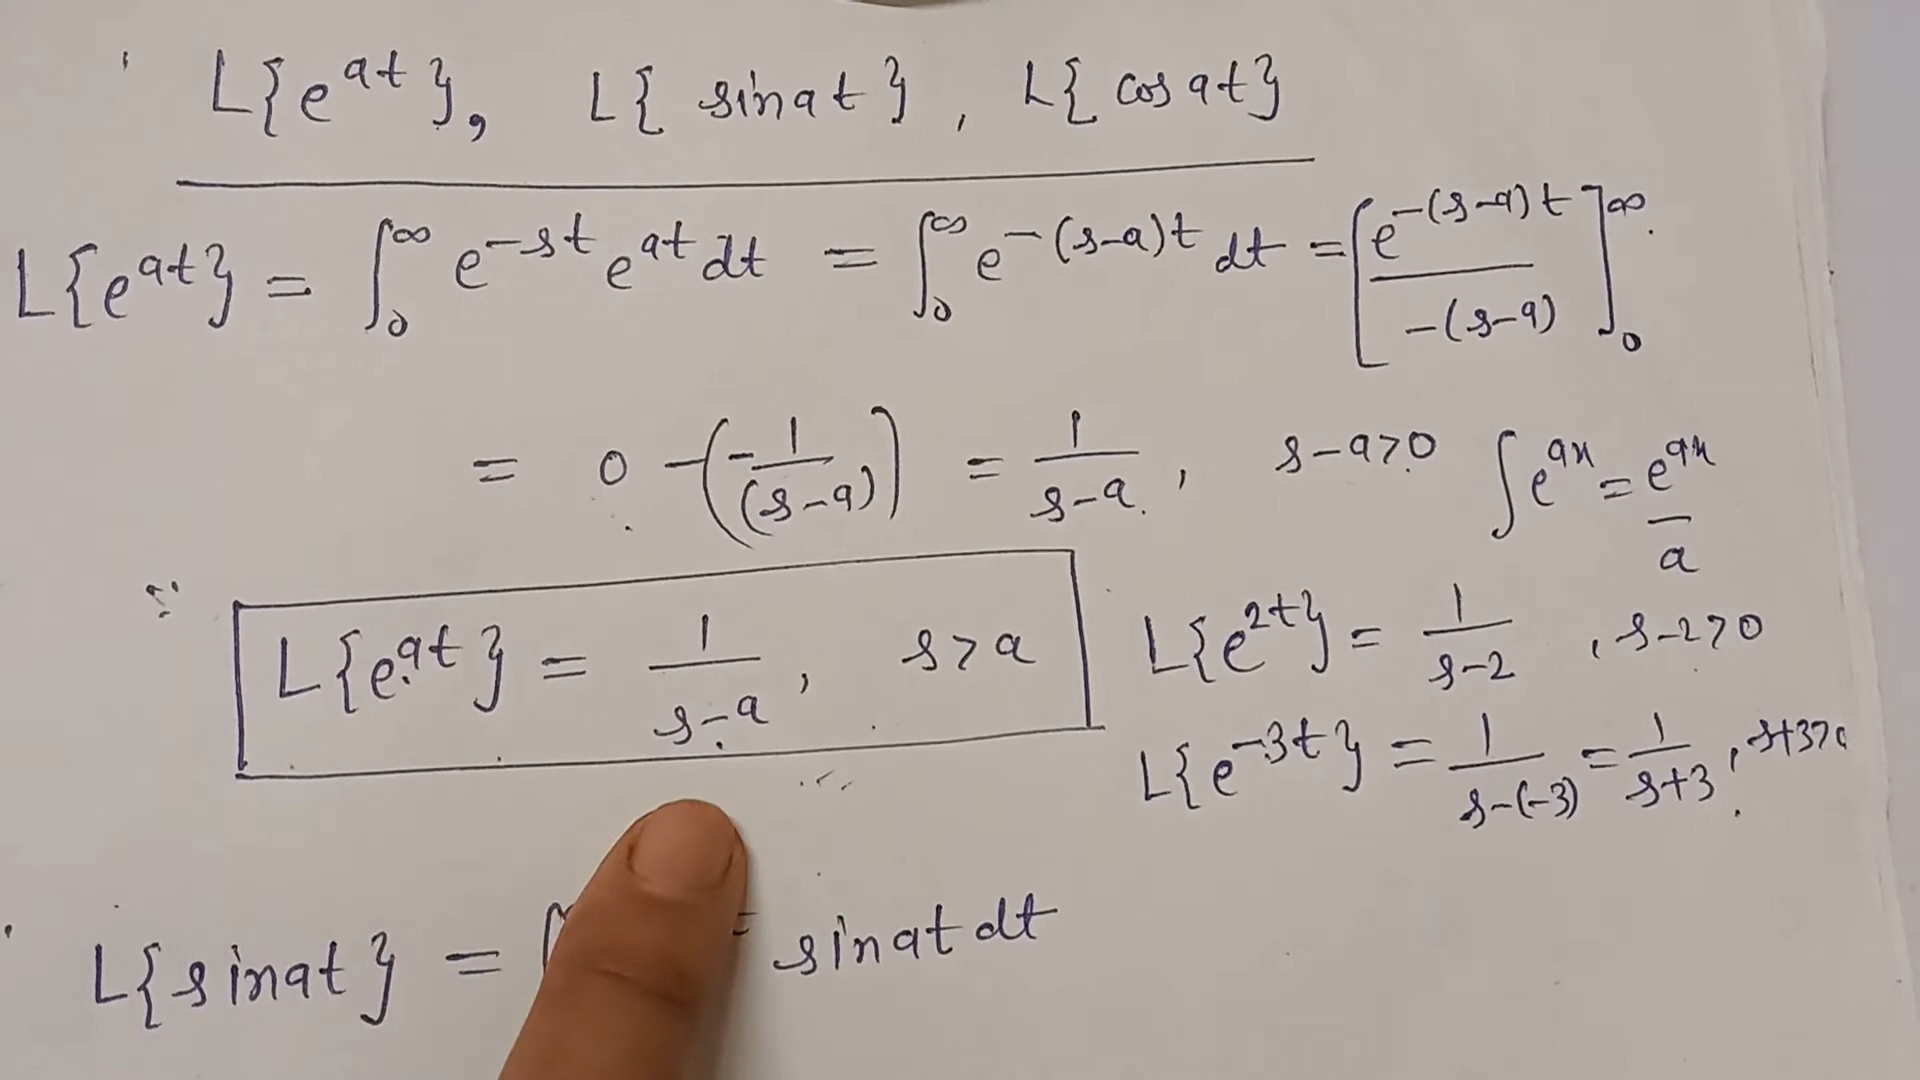 L{e^at}, L{sin at}, L{cos at}
L{e^at} = ∫₀^∞ e^-st e^at dt = ∫₀^∞ e^-(s-a)t dt = [e^-(s-a)t / -(s-a)]₀^∞
= 0 - (-1/(s-a)) = 1/(s-a), s-a>0
∫e^ax = e^ax/a
∴ L{e^at} = 1/(s-a), s>a
L{e^2t} = 1/(s-2), s-2>0
L{e^-3t} = 1/(s-(-3)) = 1/(s+3), s+3>0
L{sin at} = ∫ sin at dt